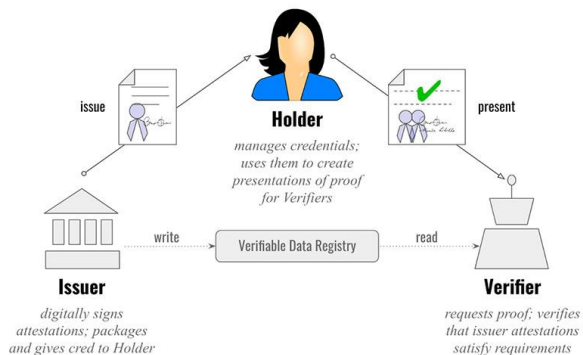 issue
Holder
present
manages credentials;
uses them to create
presentations of proof
for Verifiers
write
Verifiable Data Registry
read
Issuer
digitally signs
attestations; packages
and gives cred to Holder
Verifier
requests proof; verifies
that issuer attestations
satisfy requirements